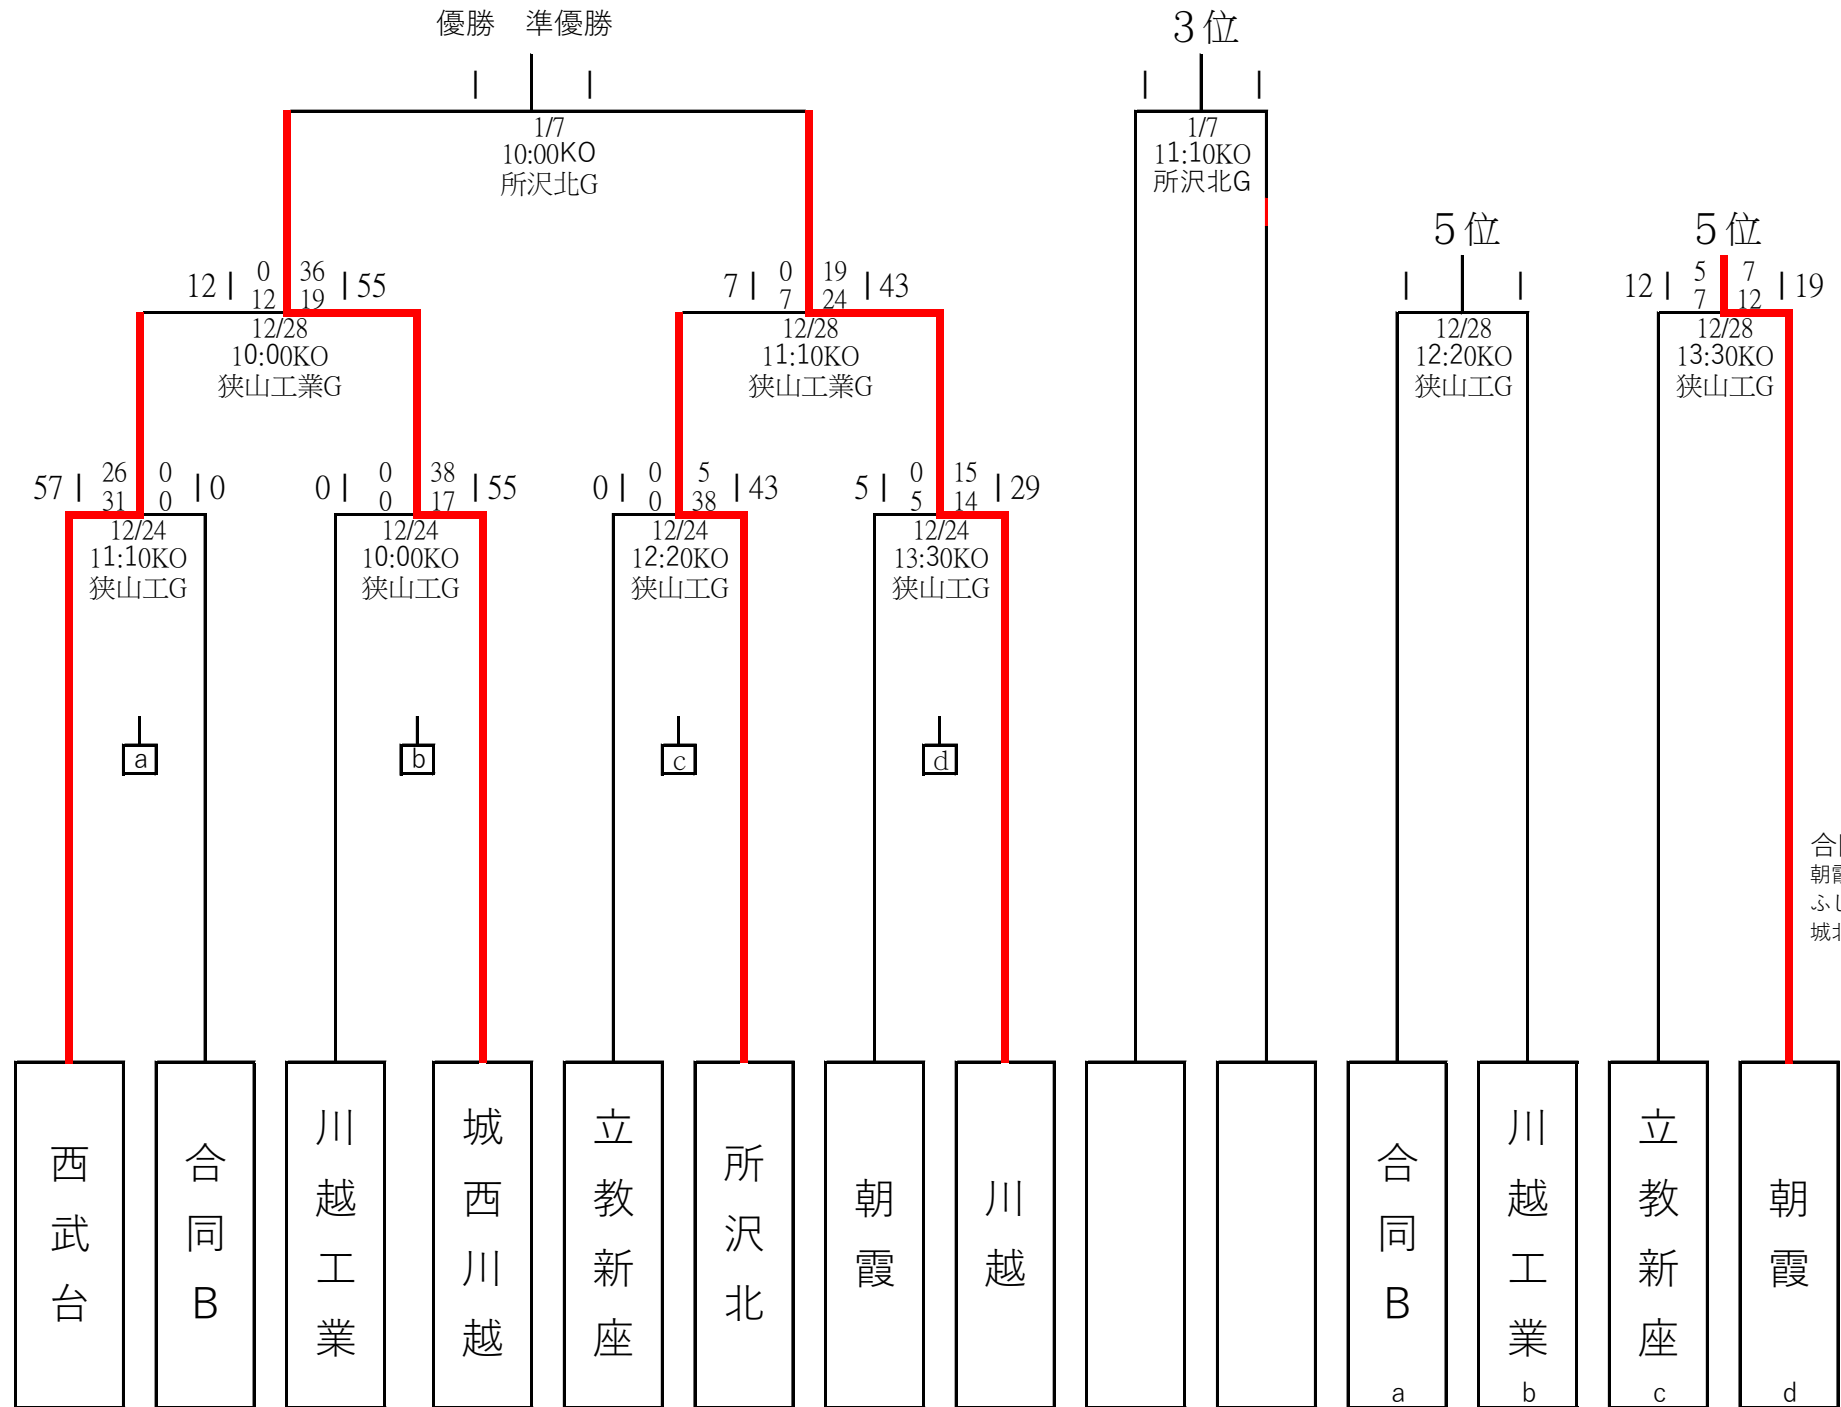 優勝 準優勝
3位
1/7
10:00KO
所沢北G
1/7
11:10KO
所沢北G
5位
5位
12 0 36 55
12 19
12/28
10:00KO
狭山工業G
7 0 19 43
7 24
12/28
11:10KO
狭山工業G
12/28
12:20KO
狭山工G
12 5 7 19
7 12
12/28
13:30KO
狭山工G
57 26 0 0
31 0
12/24
11:10KO
狭山工G
0 0 38 55
0 17
12/24
10:00KO
狭山工G
0 0 5 43
0 38
12/24
12:20KO
狭山工G
5 0 15 29
5 14
12/24
13:30KO
狭山工G
a
b
c
d
朝霞
ふじ
城北
西武台
合同B
川越工業
城西川越
立教新座
所沢北
朝霞
川越
合同B
a
川越工業
b
立教新座
c
朝霞
d